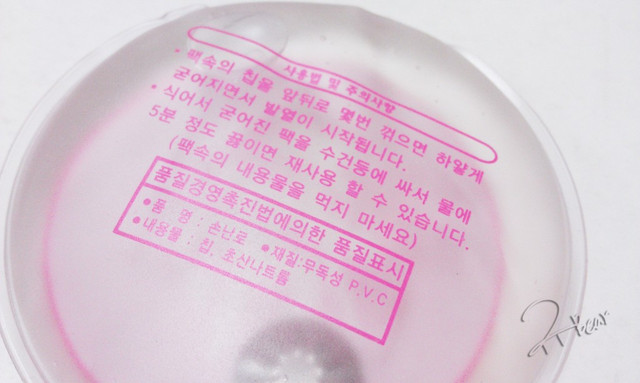 사용법 및 주의사항
• 팩속의 칩을 앞뒤로 몇번 꺾으면 하얗게
굳어지면서 발열이 시작됩니다.
• 식어서 굳어진 팩을 수건등에 싸서 물에
5분 정도 끓이면 재사용 할 수 있습니다.
(팩속의 내용물을 먹지 마세요)
품질경영촉진법에의한 품질표시
●품 명 : 손난로 ●재질:무독성 P.V.C
●내용물 : 칩, 초산나트륨